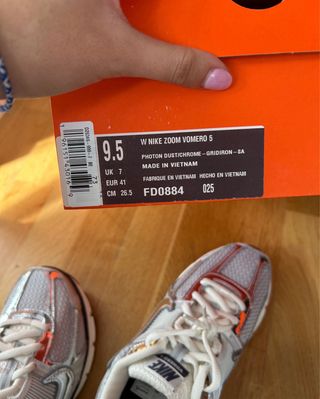 9.5
UK 7
EUR 41
CM 26.5
W NIKE ZOOM VOMERO 5
PHOTON DUST/CHROME-GRIDIRON-SA
MADE IN VIETNAM
FABRIQUE EN VIETNAM HECHO EN VIETNAM
FD0884 025
NIKE